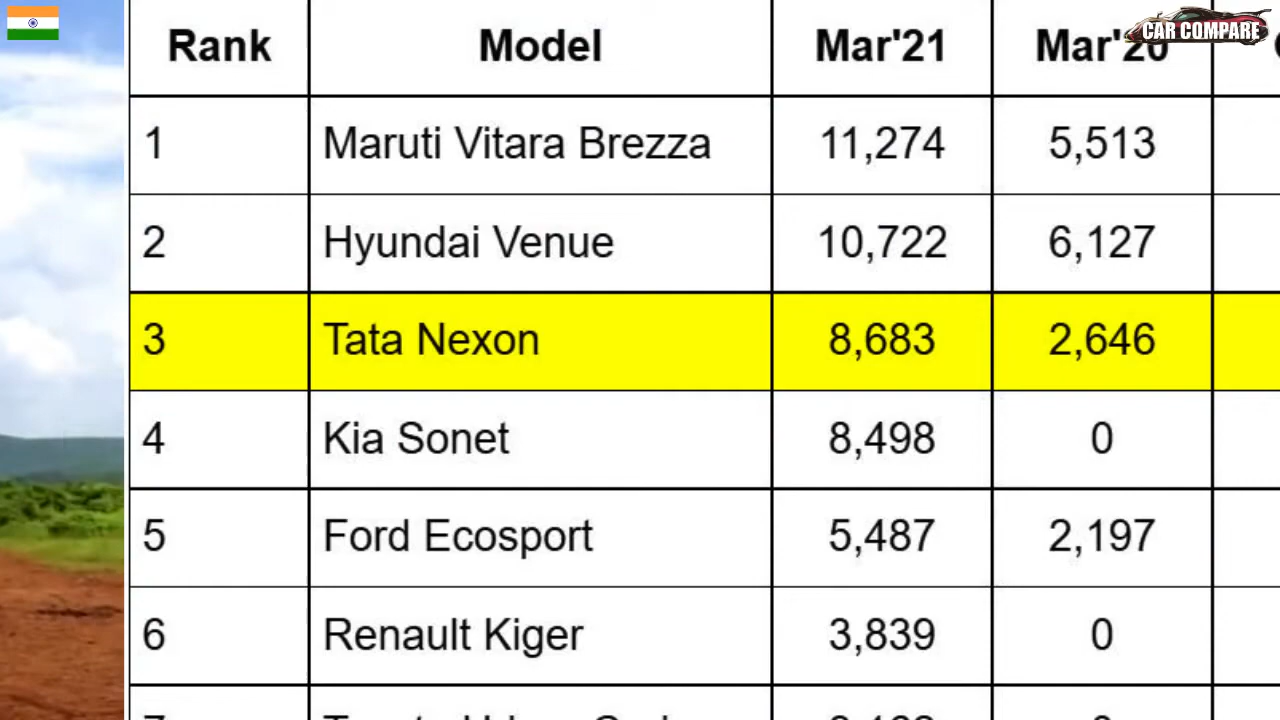 Rank Model Mar'21 Mar'20
CAR COMPARE
1 Maruti Vitara Brezza 11,274 5,513
2 Hyundai Venue 10,722 6,127
3 Tata Nexon 8,683 2,646
4 Kia Sonet 8,498 0
5 Ford Ecosport 5,487 2,197
6 Renault Kiger 3,839 0